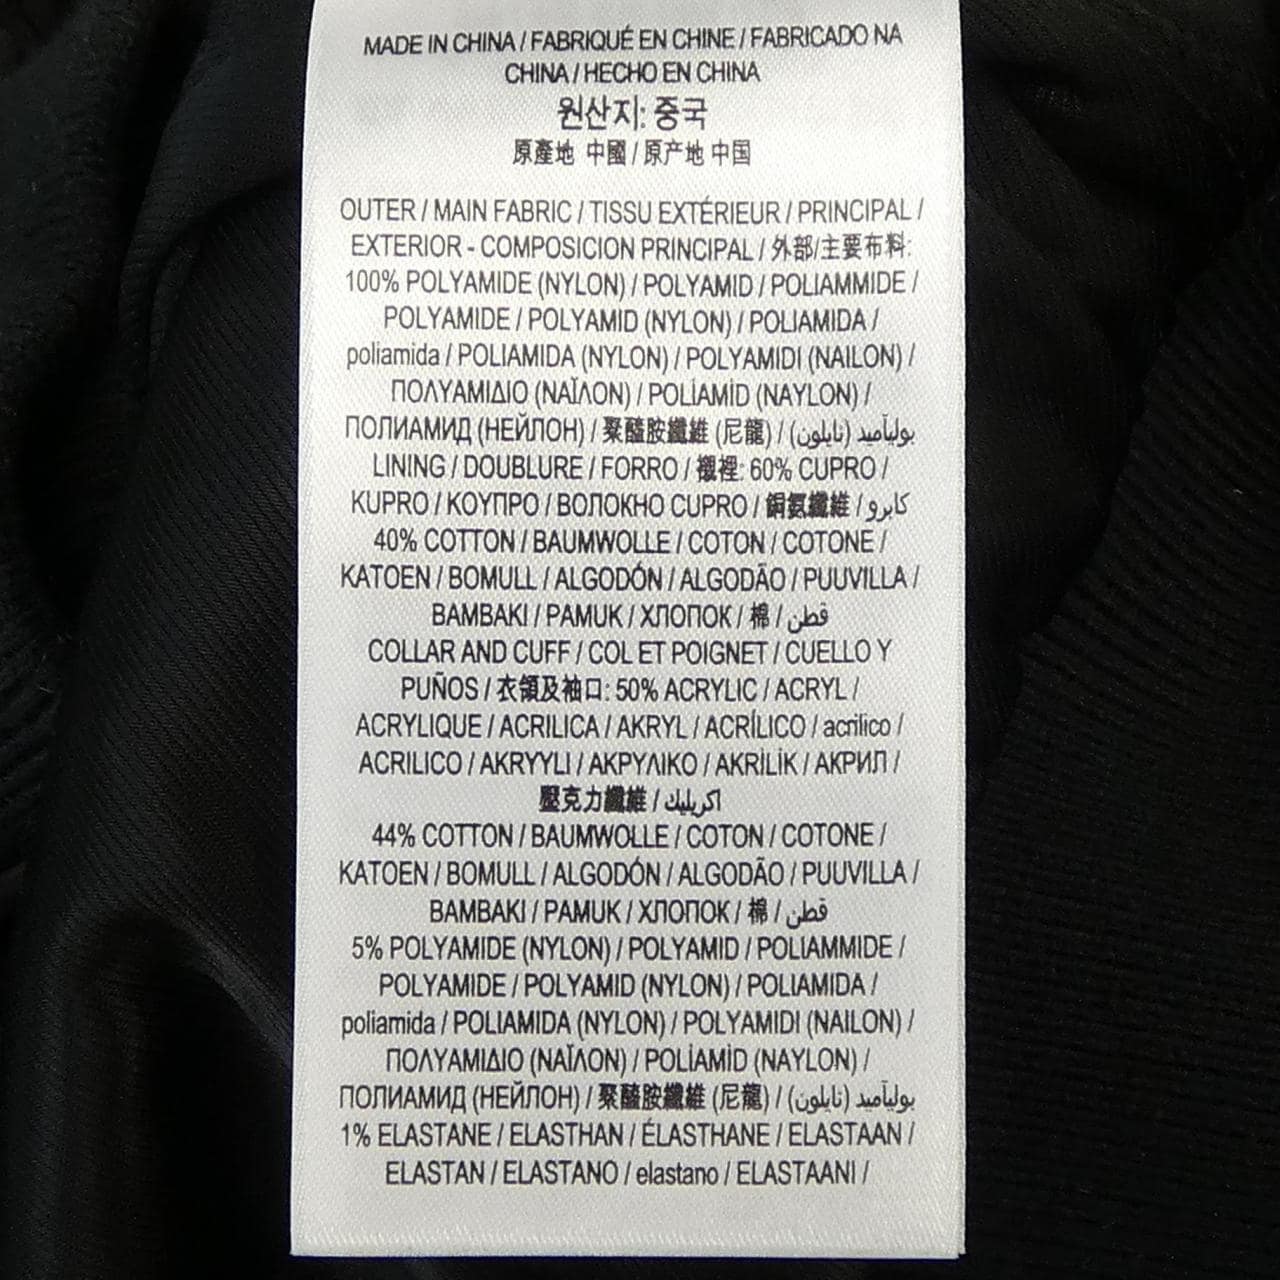 MADE IN CHINA / FABRIQUÉ EN CHINE / FABRICADO NA
CHINA / HECHO EN CHINA
원산지: 중국
原產地 中國 / 原产地 中国
OUTER / MAIN FABRIC / TISSU EXTÉRIEUR / PRINCIPAL /
EXTERIOR - COMPOSICION PRINCIPAL / 外部/主要布料:
100% POLYAMIDE (NYLON) / POLYAMID / POLIAMMIDE /
POLYAMIDE / POLYAMID (NYLON) / POLIAMIDA /
poliamida / POLIAMIDA (NYLON) / POLYAMIDI (NAILON) /
ΠΟΛΥΑΜΙΔΙΟ (ΝΑΪΛΟΝ) / POLİAMİD (NAYLON) /
ПОЛИАМИД (НЕЙЛОН) / 聚醯胺纖維 (尼龍) / بوليآميد (نايلون)
LINING / DOUBLURE / FORRO / 襯裡: 60% CUPRO /
KUPRO / ΚΟΥΠΡΟ / ВОЛОКНО CUPRO / 銅氨纖維 / كابرو
40% COTTON / BAUMWOLLE / COTON / COTONE /
KATOEN / BOMULL / ALGODÓN / ALGODÃO / PUUVILLA /
BAMBAKI / PAMUK / ХЛОПОК / 棉 / قطن
COLLAR AND CUFF / COL ET POIGNET / CUELLO Y
PUÑOS / 衣領及袖口: 50% ACRYLIC / ACRYL /
ACRYLIQUE / ACRILICA / AKRYL / ACRÍLICO / acrílico /
ACRILICO / AKRYYLI / ΑΚΡΥΛΙΚΟ / AKRİLİK / АКРИЛ /
壓克力纖維 / اكريليك
44% COTTON / BAUMWOLLE / COTON / COTONE /
KATOEN / BOMULL / ALGODÓN / ALGODÃO / PUUVILLA /
BAMBAKI / PAMUK / ХЛОПОК / 棉 / قطن
5% POLYAMIDE (NYLON) / POLYAMID / POLIAMMIDE /
POLYAMIDE / POLYAMID (NYLON) / POLIAMIDA /
poliamida / POLIAMIDA (NYLON) / POLYAMIDI (NAILON) /
ΠΟΛΥΑΜΙΔΙΟ (ΝΑΪΛΟΝ) / POLİAMİD (NAYLON) /
ПОЛИАМИД (НЕЙЛОН) / 聚醯胺纖維 (尼龍) / بوليآميد (نايلون)
1% ELASTANE / ELASTHAN / ÉLASTHANE / ELASTAAN /
ELASTAN / ELASTANO / elastano / ELASTAANI /